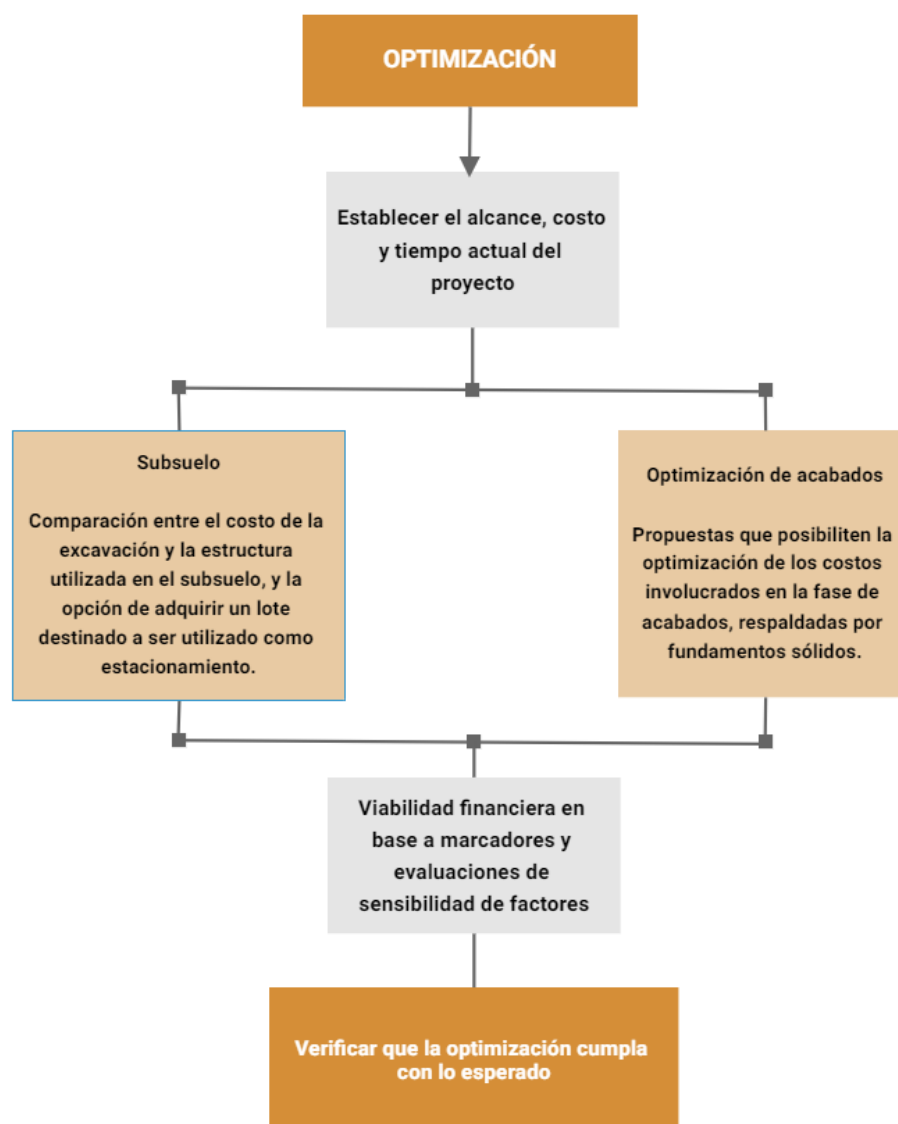 OPTIMIZACIÓN
Establecer el alcance, costo
y tiempo actual del
proyecto
Subsuelo
Comparación entre el costo de la
excavación y la estructura
utilizada en el subsuelo, y la
opción de adquirir un lote
destinado a ser utilizado como
estacionamiento.
Optimización de acabados
Propuestas que posibiliten la
optimización de los costos
involucrados en la fase de
acabados, respaldadas por
fundamentos sólidos.
Viabilidad financiera en
base a marcadores y
evaluaciones de
sensibilidad de factores
Verificar que la optimización cumpla
con lo esperado